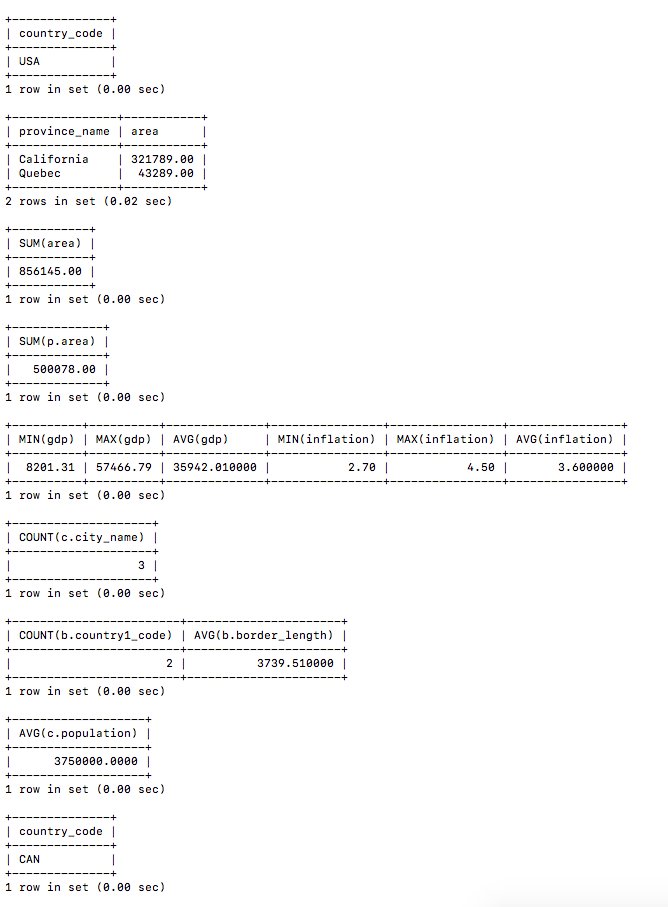 +--------------+
| country_code |
+--------------+
| USA          |
+--------------+
1 row in set (0.00 sec)

+---------------+-----------+
| province_name | area      |
+---------------+-----------+
| California    | 321789.00 |
| Quebec        |  43289.00 |
+---------------+-----------+
2 rows in set (0.02 sec)

+-----------+
| SUM(area) |
+-----------+
| 856145.00 |
+-----------+
1 row in set (0.00 sec)

+-------------+
| SUM(p.area) |
+-------------+
|   500078.00 |
+-------------+
1 row in set (0.00 sec)

+----------+----------+--------------+----------------+----------------+----------------+
| MIN(gdp) | MAX(gdp) | AVG(gdp)     | MIN(inflation) | MAX(inflation) | AVG(inflation) |
+----------+----------+--------------+----------------+----------------+----------------+
|  8201.31 | 57466.79 | 35942.010000 |           2.70 |           4.50 |       3.600000 |
+----------+----------+--------------+----------------+----------------+----------------+
1 row in set (0.00 sec)

+--------------------+
| COUNT(c.city_name) |
+--------------------+
|                  3 |
+--------------------+
1 row in set (0.00 sec)

+------------------------+----------------------+
| COUNT(b.country1_code) | AVG(b.border_length) |
+------------------------+----------------------+
|                      2 |          3739.510000 |
+------------------------+----------------------+
1 row in set (0.00 sec)

+-------------------+
| AVG(c.population) |
+-------------------+
|      3750000.0000 |
+-------------------+
1 row in set (0.00 sec)

+--------------+
| country_code |
+--------------+
| CAN          |
+--------------+
1 row in set (0.00 sec)